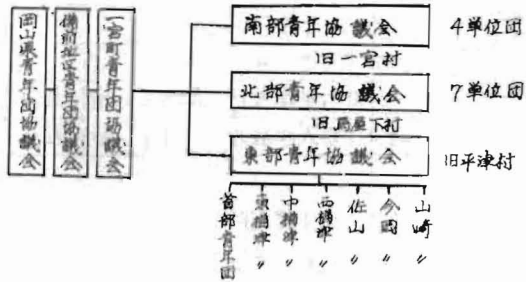 岡山県青年団協議会
備前地区青年団協議会
一宮町青年団協議会
南部青年協議会
4単位団
旧一宮村
北部青年協議会
7単位団
旧馬屋下村
東部青年協議会
旧平津村
首部青年団
東楢津 〃
中楢津 〃
西楢津 〃
佐山 〃
今岡 〃
山崎 〃